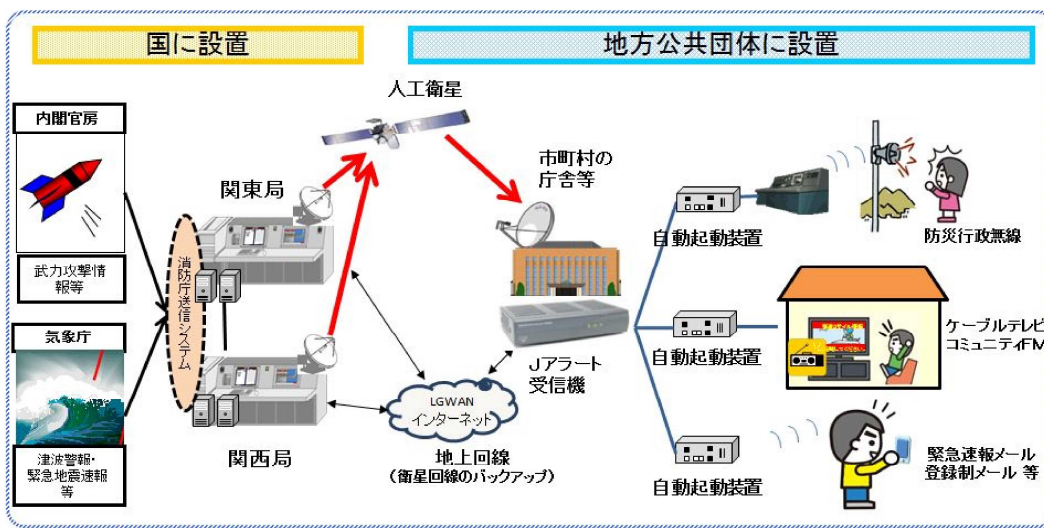 国に設置
地方公共団体に設置
人工衛星
内閣官房
市町村の
庁舎等
関東局
自動起動装置
防災行政無線
武力攻撃情
報等
消防庁送信システム
気象庁
ケーブルテレビ
コミュニティFM
自動起動装置
Jアラート
受信機
LGWAN
インターネット
津波警報・
緊急地震速報
等
関西局
地上回線
（衛星回線のバックアップ）
自動起動装置
緊急速報メール
登録制メール 等